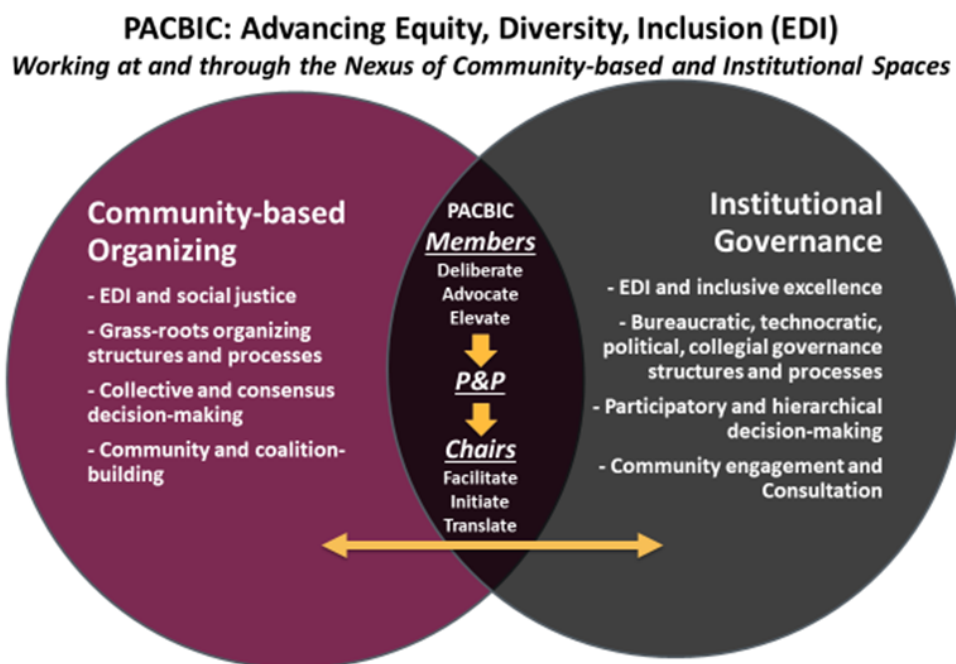 PACBIC: Advancing Equity, Diversity, Inclusion (EDI)
Working at and through the Nexus of Community-based and Institutional Spaces
Community-based
Organizing
- EDI and social justice
- Grass-roots organizing
structures and processes
- Collective and consensus
decision-making
- Community and coalition-
building
PACBIC
Members
Deliberate
Advocate
Elevate
P&P
Chairs
Facilitate
Initiate
Translate
Institutional
Governance
- EDI and inclusive excellence
- Bureaucratic, technocratic,
political, collegial governance
structures and processes
- Participatory and hierarchical
decision-making
- Community engagement and
Consultation